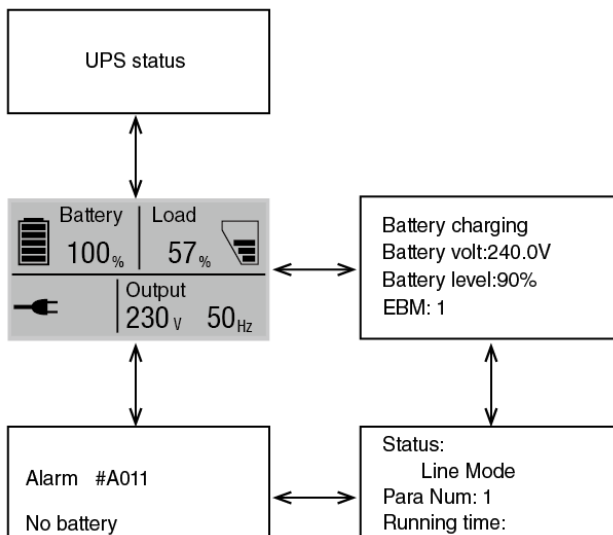 UPS status
Battery Load
100% 57%
Output
230 V 50Hz
Battery charging
Battery volt:240.0V
Battery level:90%
EBM: 1
Alarm #A011
No battery
Status:
Line Mode
Para Num: 1
Running time: